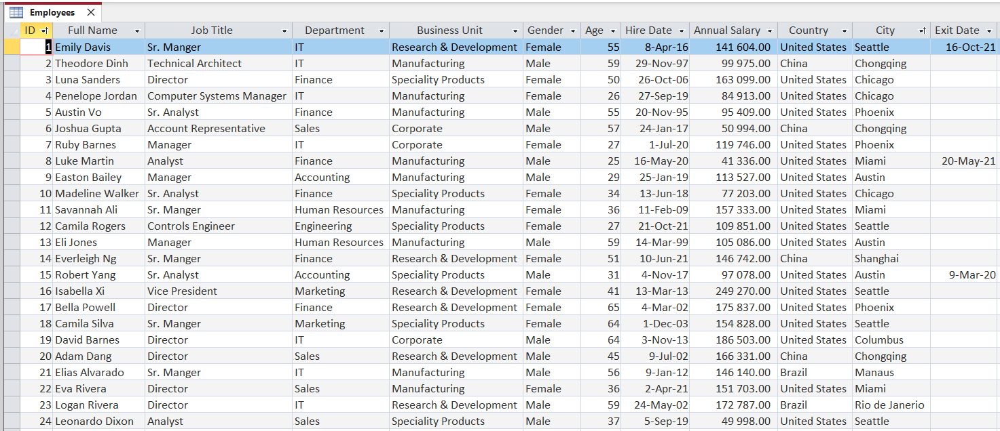 Employees
ID Full Name Job Title Department Business Unit Gender Age Hire Date Annual Salary Country City Exit Date
1 Emily Davis Sr. Manger IT Research & Development Female 55 8-Apr-16 141 604.00 United States Seattle 16-Oct-21
2 Theodore Dinh Technical Architect IT Manufacturing Male 59 29-Nov-97 99 975.00 China Chongqing
3 Luna Sanders Director Finance Speciality Products Female 50 26-Oct-06 163 099.00 United States Chicago
4 Penelope Jordan Computer Systems Manager IT Manufacturing Female 26 27-Sep-19 84 913.00 United States Chicago
5 Austin Vo Sr. Analyst Finance Manufacturing Male 55 20-Nov-95 95 409.00 United States Phoenix
6 Joshua Gupta Account Representative Sales Corporate Male 57 24-Jan-17 50 994.00 China Chongqing
7 Ruby Barnes Manager IT Corporate Female 27 1-Jul-20 119 746.00 United States Phoenix
8 Luke Martin Analyst Finance Manufacturing Male 25 16-May-20 41 336.00 United States Miami 20-May-21
9 Easton Bailey Manager Accounting Manufacturing Male 29 25-Jan-19 113 527.00 United States Austin
10 Madeline Walker Sr. Analyst Finance Speciality Products Female 34 13-Jun-18 77 203.00 United States Chicago
11 Savannah Ali Sr. Manger Human Resources Manufacturing Female 36 11-Feb-09 157 333.00 United States Miami
12 Camila Rogers Controls Engineer Engineering Speciality Products Female 27 21-Oct-21 109 851.00 United States Seattle
13 Eli Jones Manager Human Resources Manufacturing Male 59 14-Mar-99 105 086.00 United States Austin
14 Everleigh Ng Sr. Manger Finance Research & Development Female 51 10-Jun-21 146 742.00 China Shanghai
15 Robert Yang Sr. Analyst Accounting Speciality Products Male 31 4-Nov-17 97 078.00 United States Austin 9-Mar-20
16 Isabella Xi Vice President Marketing Research & Development Female 41 13-Mar-13 249 270.00 United States Seattle
17 Bella Powell Director Finance Research & Development Female 65 4-Mar-02 175 837.00 United States Phoenix
18 Camila Silva Sr. Manger Marketing Speciality Products Female 64 1-Dec-03 154 828.00 United States Seattle
19 David Barnes Director IT Corporate Male 64 3-Nov-13 186 503.00 United States Columbus
20 Adam Dang Director Sales Research & Development Male 45 9-Jul-02 166 331.00 China Chongqing
21 Elias Alvarado Sr. Manger IT Manufacturing Male 56 9-Jan-12 146 140.00 Brazil Manaus
22 Eva Rivera Director Sales Manufacturing Female 36 2-Apr-21 151 703.00 United States Miami
23 Logan Rivera Director IT Research & Development Male 59 24-May-02 172 787.00 Brazil Rio de Janerio
24 Leonardo Dixon Analyst Sales Speciality Products Male 37 5-Sep-19 49 998.00 United States Seattle